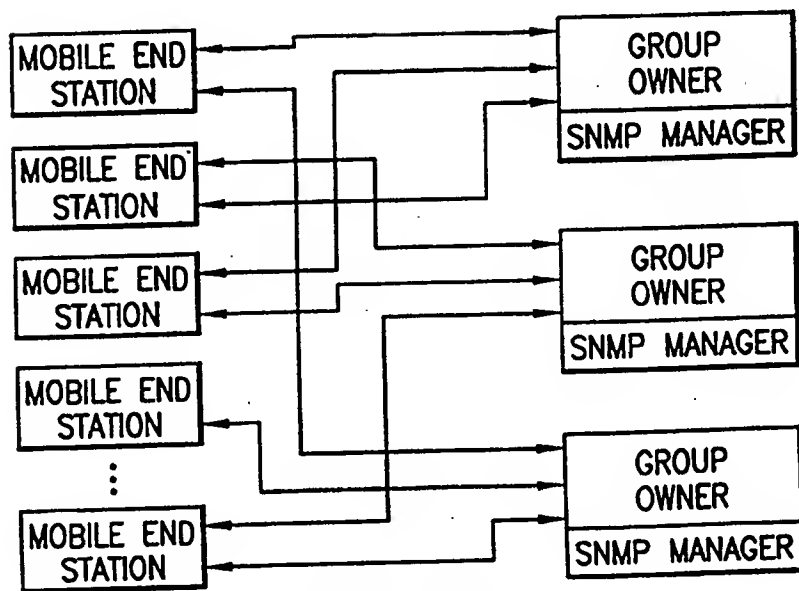 MOBILE END
STATION
MOBILE END
STATION
MOBILE END
STATION
MOBILE END
STATION
MOBILE END
STATION
GROUP
OWNER
SNMP MANAGER
GROUP
OWNER
SNMP MANAGER
GROUP
OWNER
SNMP MANAGER